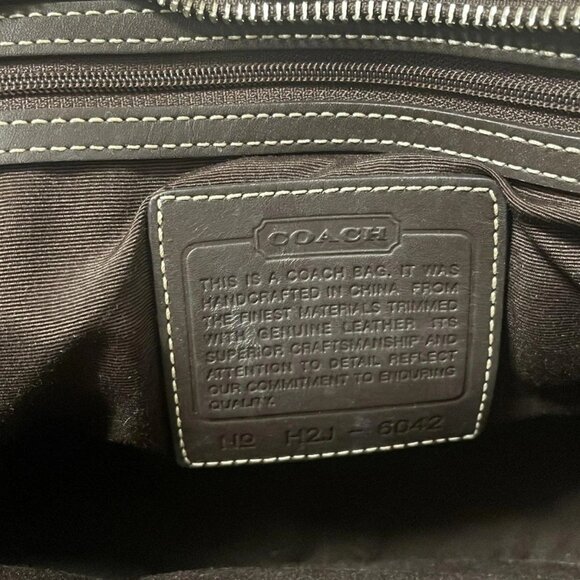 COACH
THIS IS A COACH BAG. IT WAS
HANDCRAFTED IN CHINA FROM
THE FINEST MATERIALS TRIMMED
WITH GENUINE LEATHER. ITS
SUPERIOR CRAFTSMANSHIP AND
ATTENTION TO DETAIL REFLECT
OUR COMMITMENT TO ENDURING
QUALITY.
No H2J - 6042